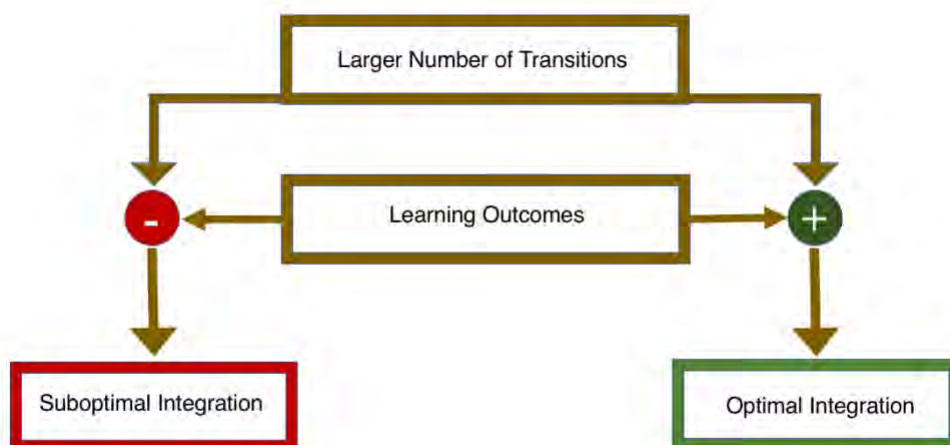 Larger Number of Transitions
Learning Outcomes
-
+
Suboptimal Integration
Optimal Integration